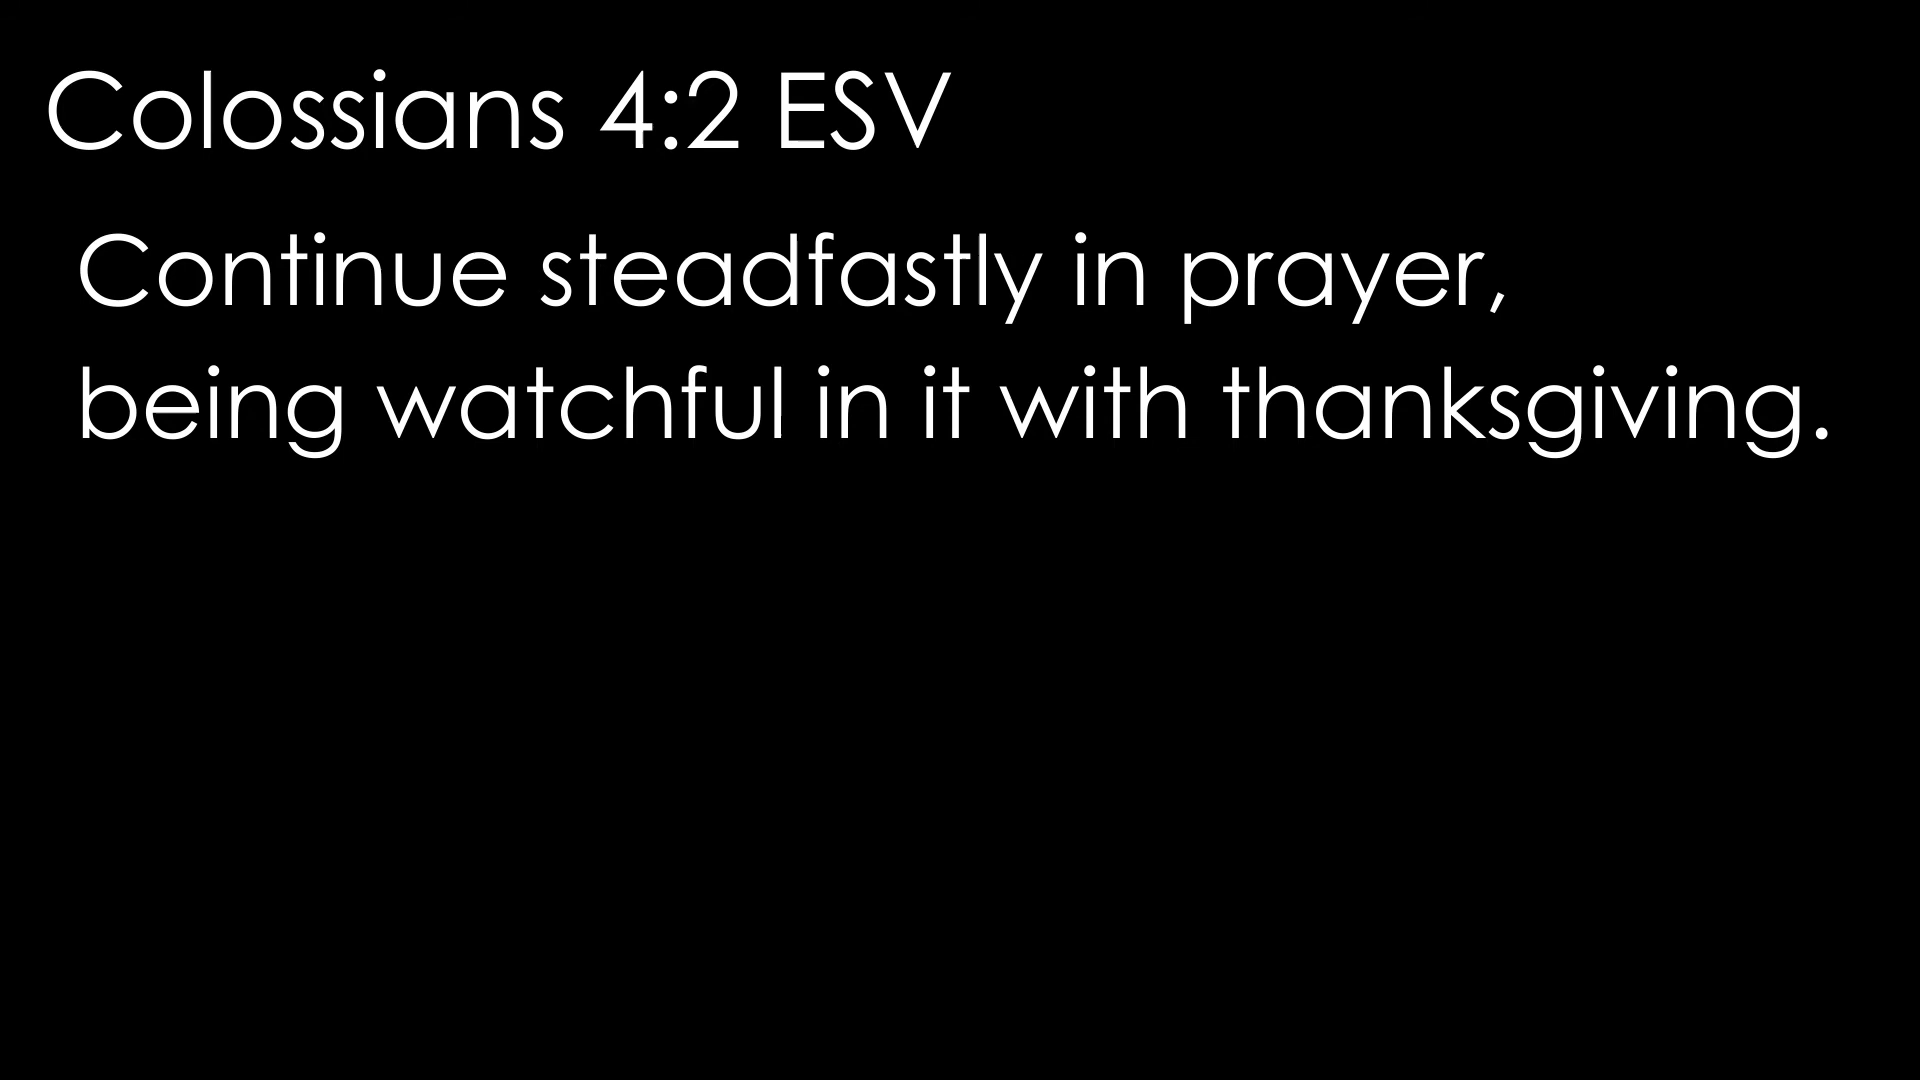 Colossians 4:2 ESV
Continue steadfastly in prayer,
being watchful in it with thanksgiving.